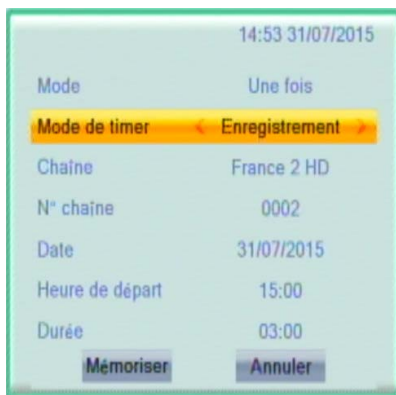 14:53 31/07/2015
Mode Une fois
Mode de timer Enregistrement
Chaîne France 2 HD
N° chaîne 0002
Date 31/07/2015
Heure de départ 15:00
Durée 03:00
Mémoriser Annuler